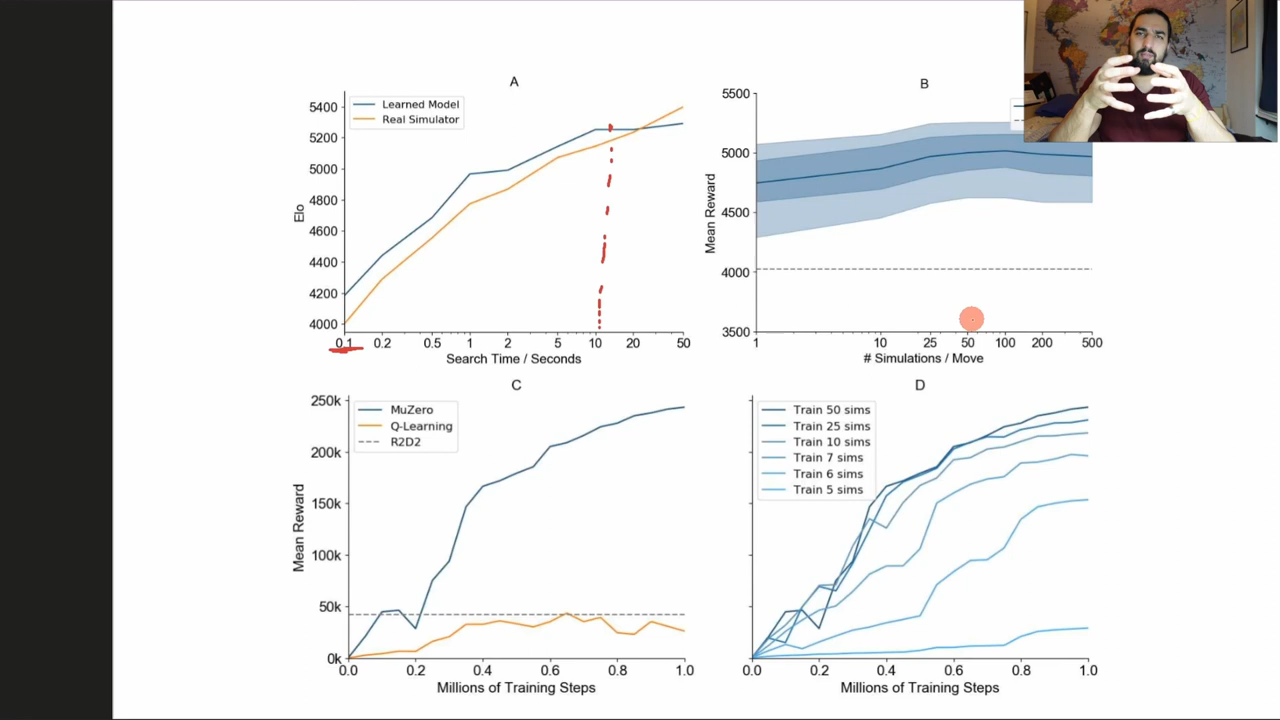 A
5400
5200
5000
4800
4600
4400
4200
4000
Elo
Learned Model
Real Simulator
0.1 0.2 0.5 1 2 5 10 20 50
Search Time / Seconds
B
5500
5000
4500
4000
3500
Mean Reward
1 10 25 50 100 200 500
# Simulations / Move
C
250k
200k
150k
100k
50k
0k
Mean Reward
MuZero
Q-Learning
R2D2
0.0 0.2 0.4 0.6 0.8 1.0
Millions of Training Steps
D
Train 50 sims
Train 25 sims
Train 10 sims
Train 7 sims
Train 6 sims
Train 5 sims
0.0 0.2 0.4 0.6 0.8 1.0
Millions of Training Steps